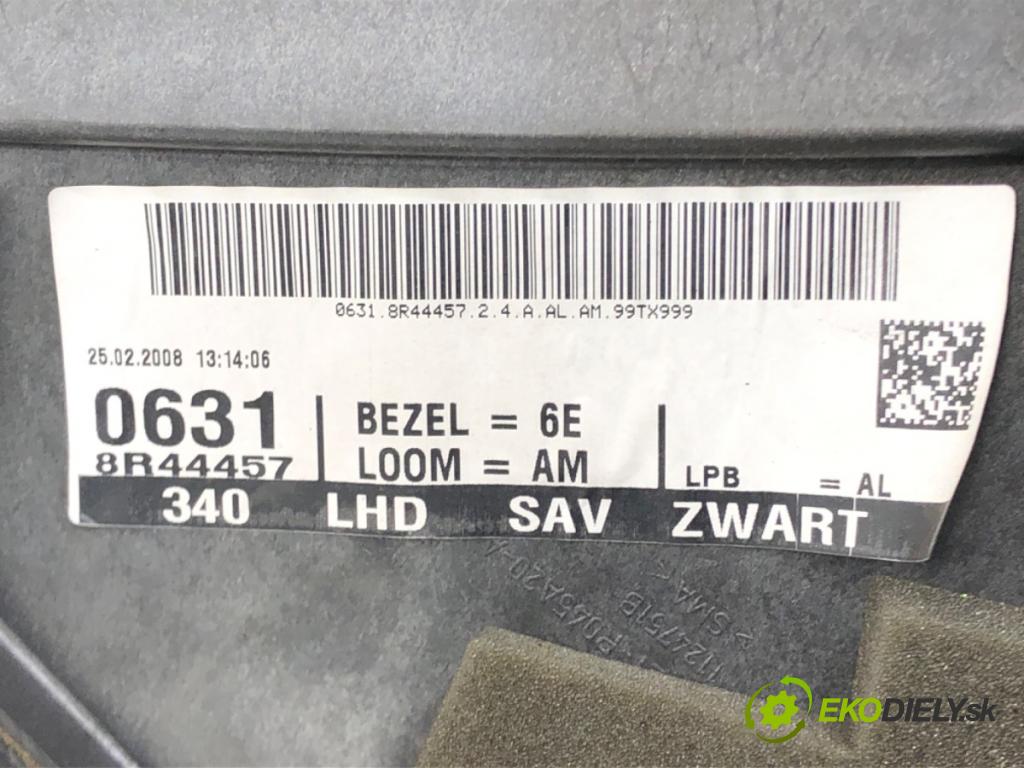 0631.8R44457.2.4.A.AL.AM.99TX999
25.02.2008 13:14:06
0631
8R44457
BEZEL = 6E
LOOM = AM
LPB = AL
340 LHD SAV ZWART
EKODIELY.sk